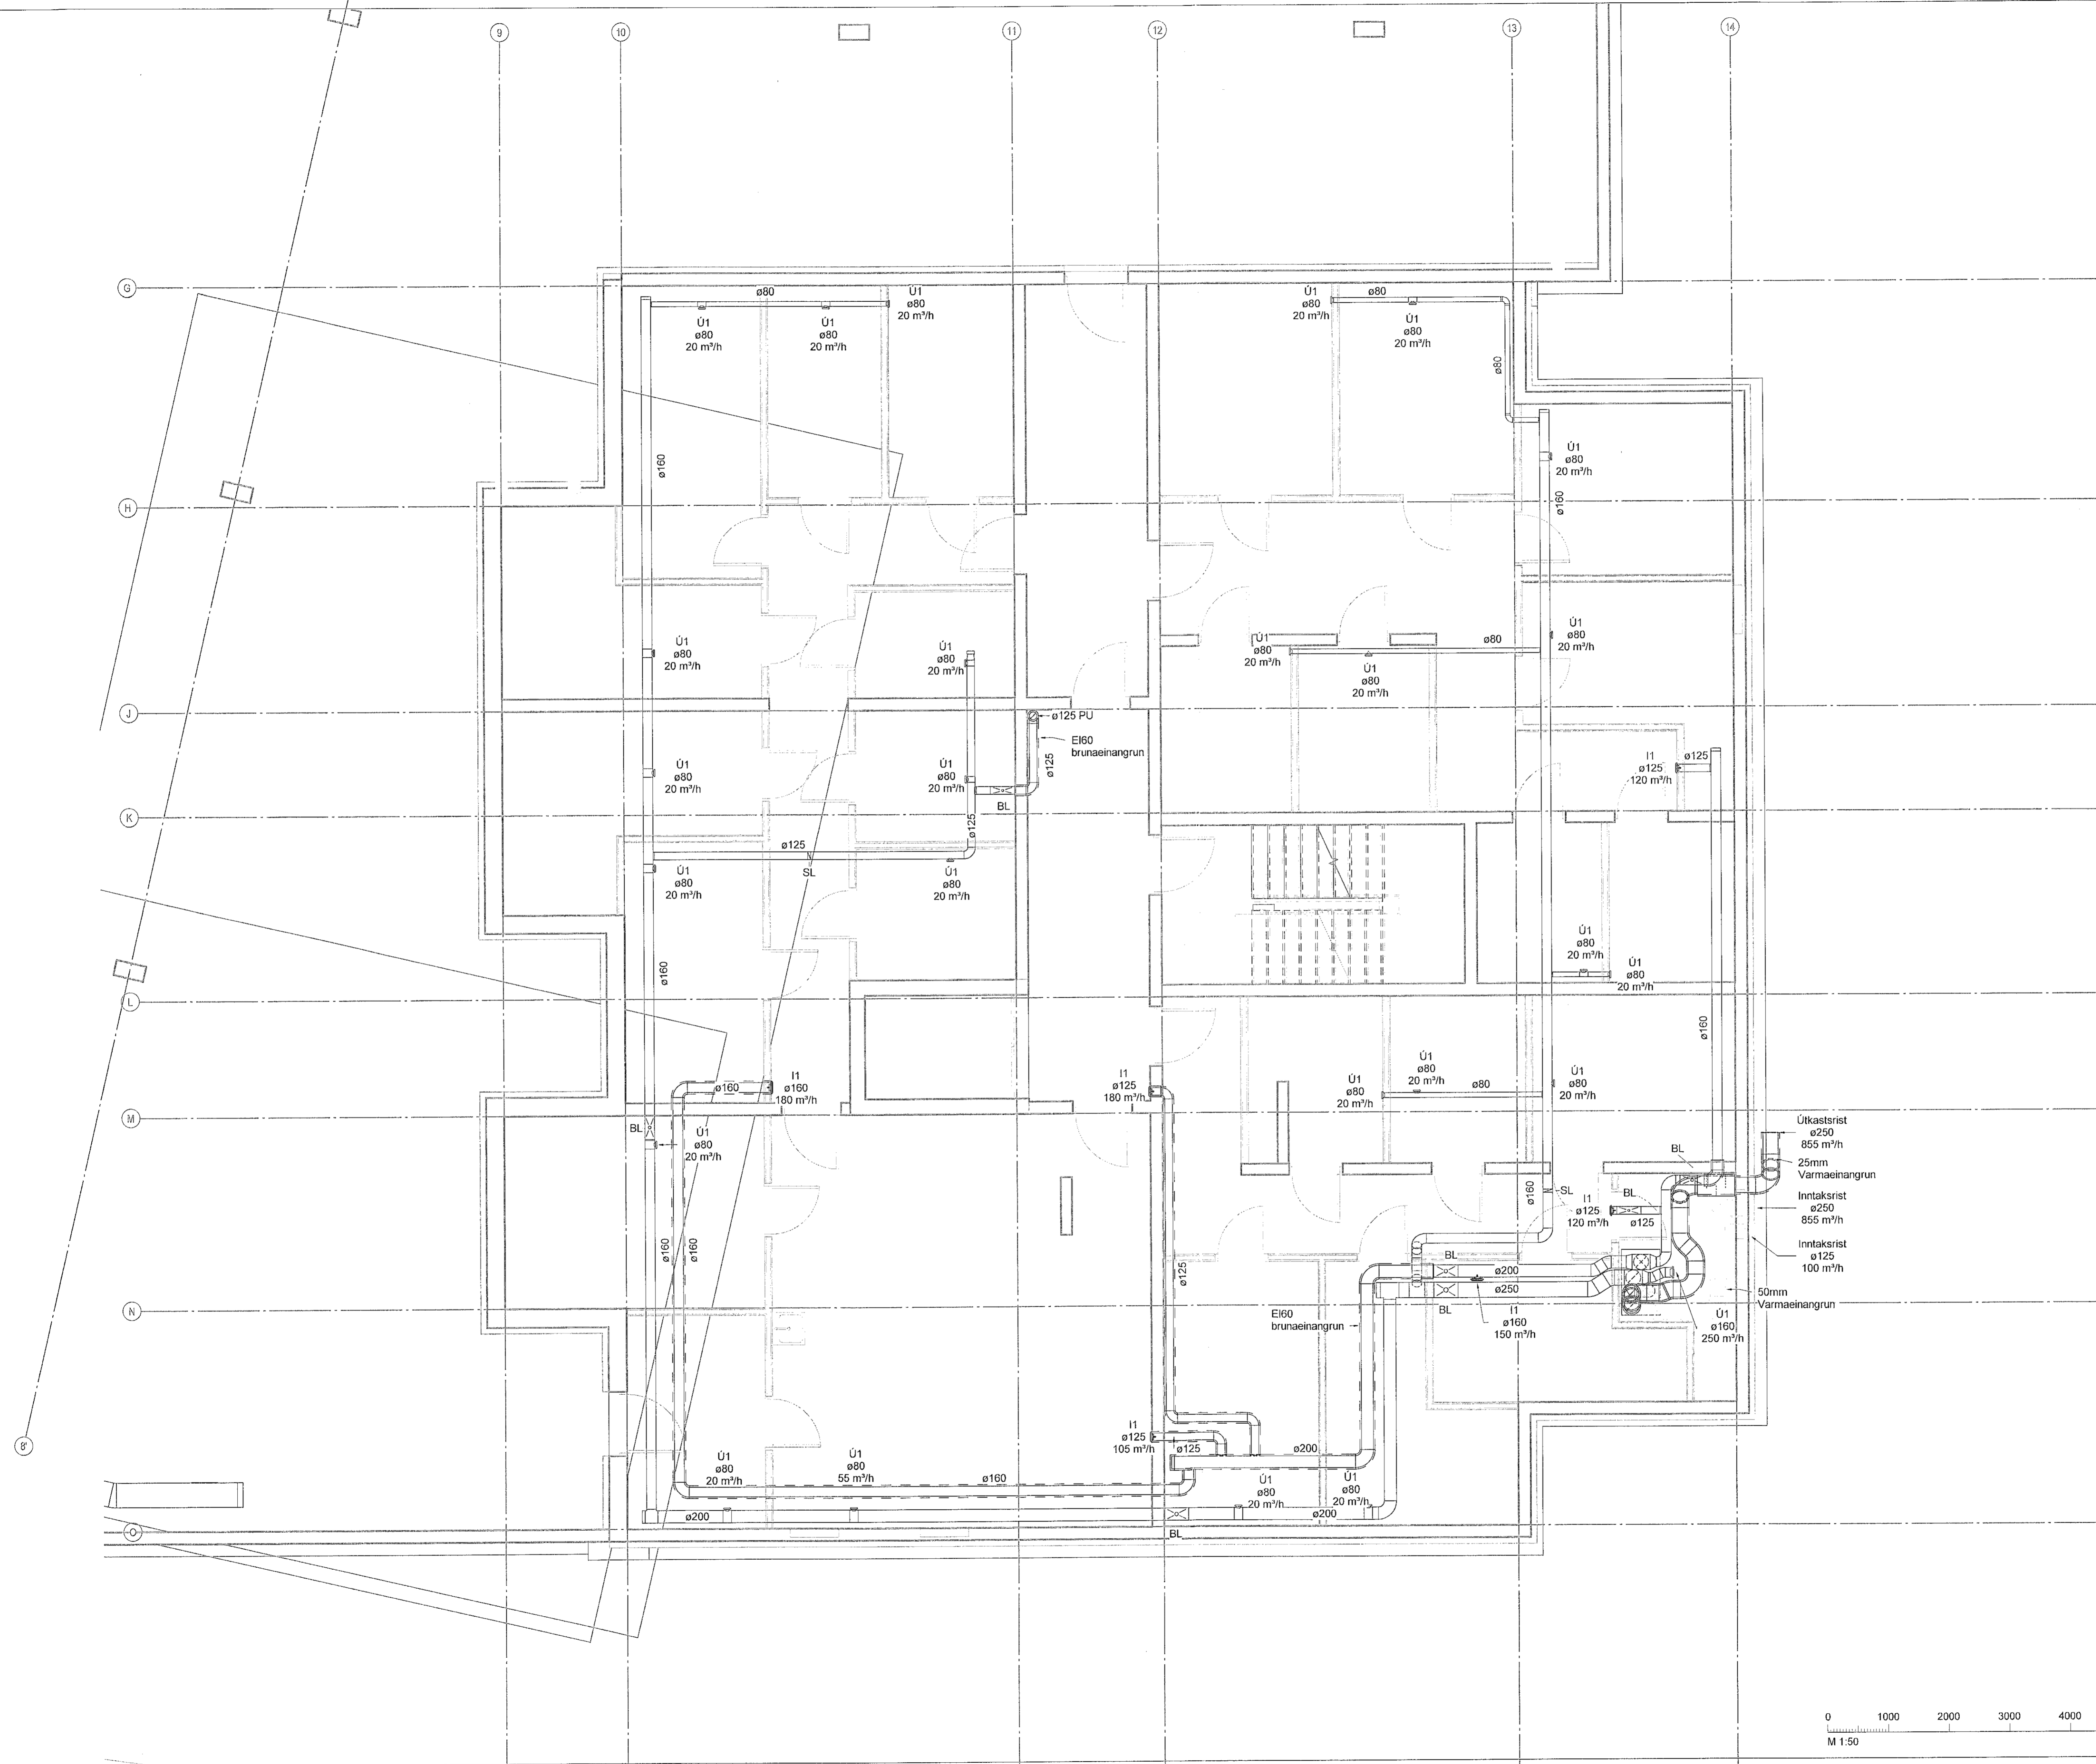 9
10
11
12
13
14
G
ø80
Ú1
ø80
20 m³/h
Ú1
ø80
20 m³/h
Ú1
ø80
20 m³/h
Ú1
ø80
20 m³/h
ø80
Ú1
ø80
20 m³/h
ø80
ø160
Ú1
ø80
20 m³/h
ø160
H
Ú1
ø80
20 m³/h
Ú1
ø80
20 m³/h
Ú1
ø80
20 m³/h
ø80
Ú1
ø80
20 m³/h
Ú1
ø80
20 m³/h
J
ø125 PU
EI60
brunaeinangrun
ø125
Ú1
ø80
20 m³/h
Ú1
ø80
20 m³/h
BL
I1
ø125
120 m³/h
ø125
K
ø125
ø125
SL
Ú1
ø80
20 m³/h
Ú1
ø80
20 m³/h
Ú1
ø80
20 m³/h
Ú1
ø80
20 m³/h
ø160
L
ø160
ø160
I1
ø160
180 m³/h
I1
ø125
180 m³/h
Ú1
ø80
20 m³/h
Ú1
ø80
20 m³/h
ø80
Ú1
ø80
20 m³/h
M
BL
Ú1
ø80
20 m³/h
Útkastsrist
ø250
855 m³/h
25mm
Varmaeinangrun
BL
ø160
SL
I1
ø125
120 m³/h
BL
ø125
Inntaksrist
ø250
855 m³/h
Inntaksrist
ø125
100 m³/h
ø160
ø160
ø125
BL
ø200
ø250
BL
50mm
Varmaeinangrun
N
EI60
brunaeinangrun
I1
ø160
150 m³/h
Ú1
ø160
250 m³/h
8'
I1
ø125
105 m³/h
ø125
ø200
Ú1
ø80
20 m³/h
Ú1
ø80
55 m³/h
ø160
Ú1
ø80
20 m³/h
Ú1
ø80
20 m³/h
O
ø200
ø200
BL
0 1000 2000 3000 4000
M 1:50